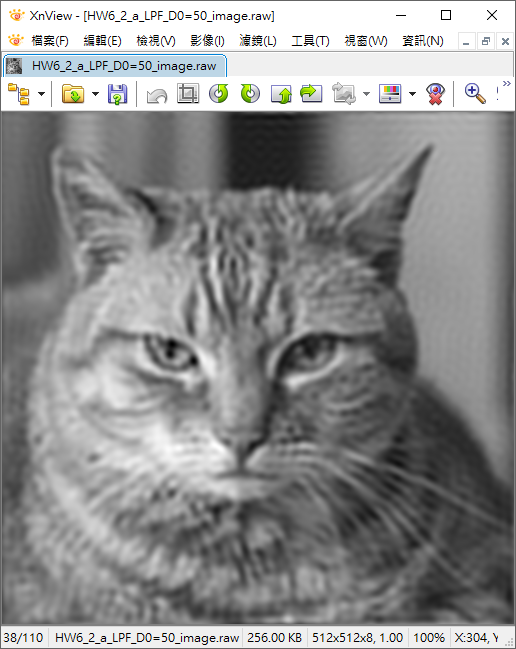 XnView - [HW6_2_a_LPF_D0=50_image.raw]
檔案(F) 編輯(E) 檢視(V) 影像(I) 濾鏡(L) 工具(T) 視窗(W) 資訊(N)
HW6_2_a_LPF_D0=50_image.raw
38/110 HW6_2_a_LPF_D0=50_image.raw 256.00 KB 512x512x8, 1.00 100% X:304, Y